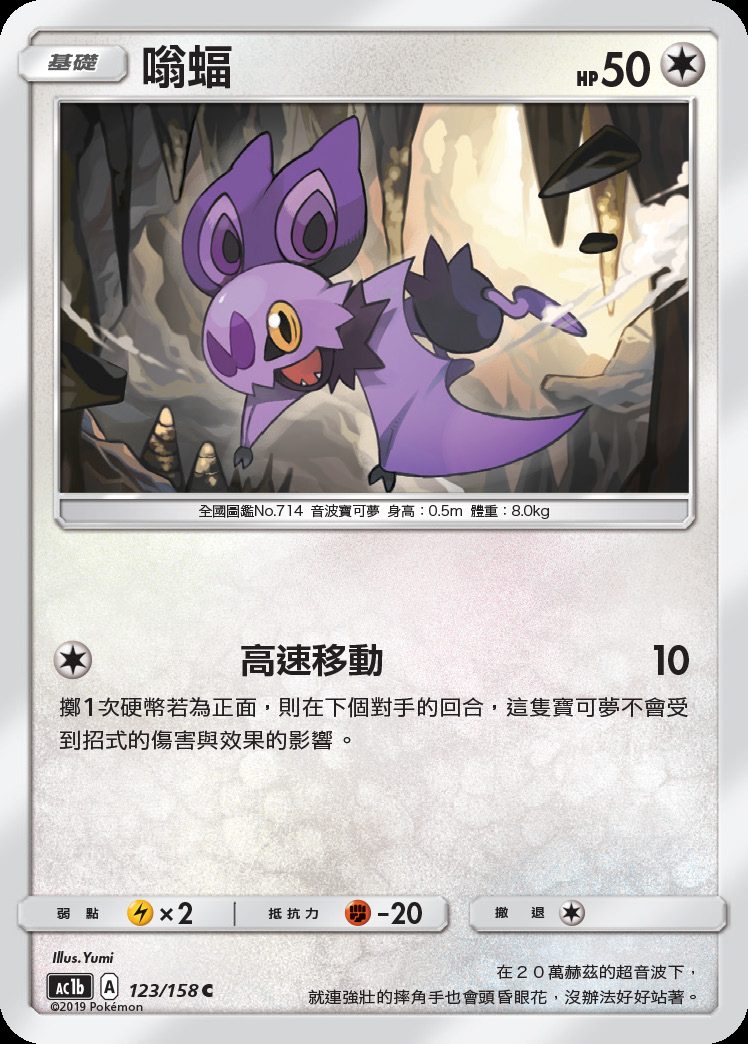 基礎 嗡蝠 HP 50
全國圖鑑No.714 音波寶可夢 身高：0.5m 體重：8.0kg
高速移動 10
擲1次硬幣若為正面，則在下個對手的回合，這隻寶可夢不會受
到招式的傷害與效果的影響。
弱點 ×2 抵抗力 -20 撤退
Illus. Yumi
在２０萬赫茲的超音波下，
AC1b A 123/158 C
就連強壯的摔角手也會頭昏眼花，沒辦法好好站著。
©2019 Pokémon